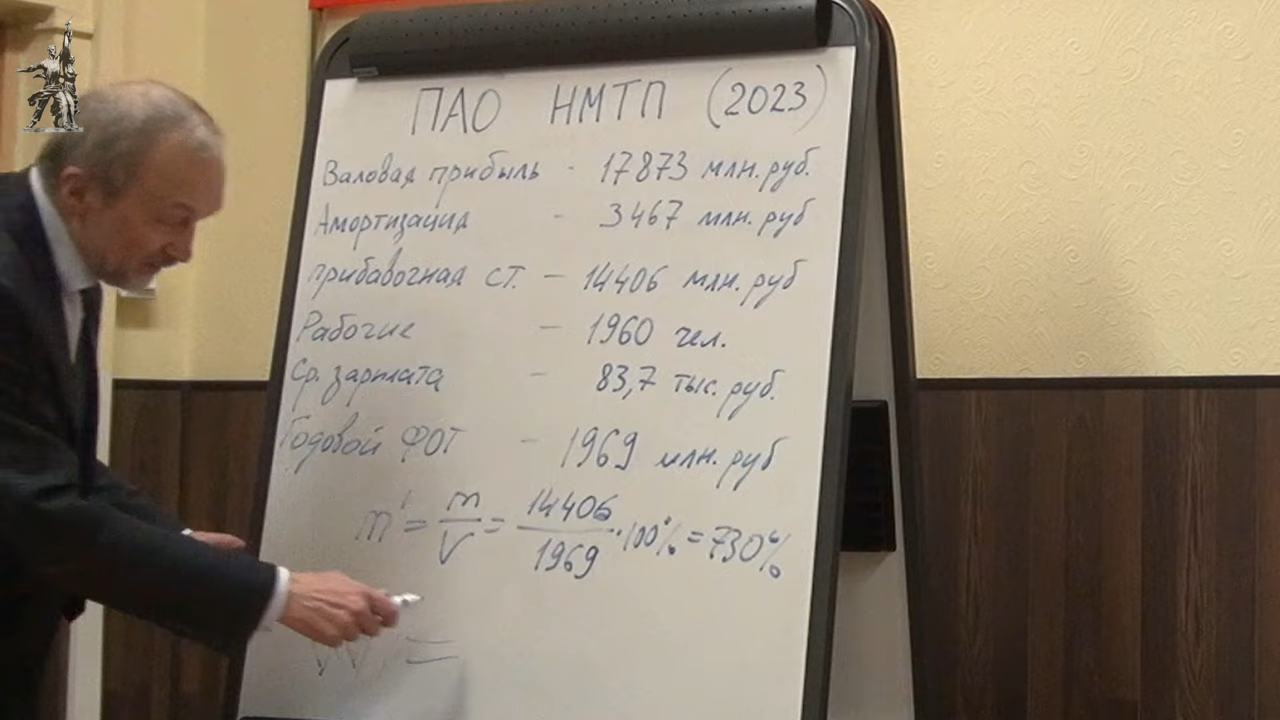 ПАО НМТП (2023)
Валовая прибыль - 17873 млн. руб.
Амортизация - 3467 млн. руб
прибавочная ст. - 14406 млн. руб
Рабочие - 1960 чел.
Ср. зарплата - 83,7 тыс. руб.
Годовой ФОТ - 1969 млн. руб
m' = m/V = 14406/1969 · 100% = 730%